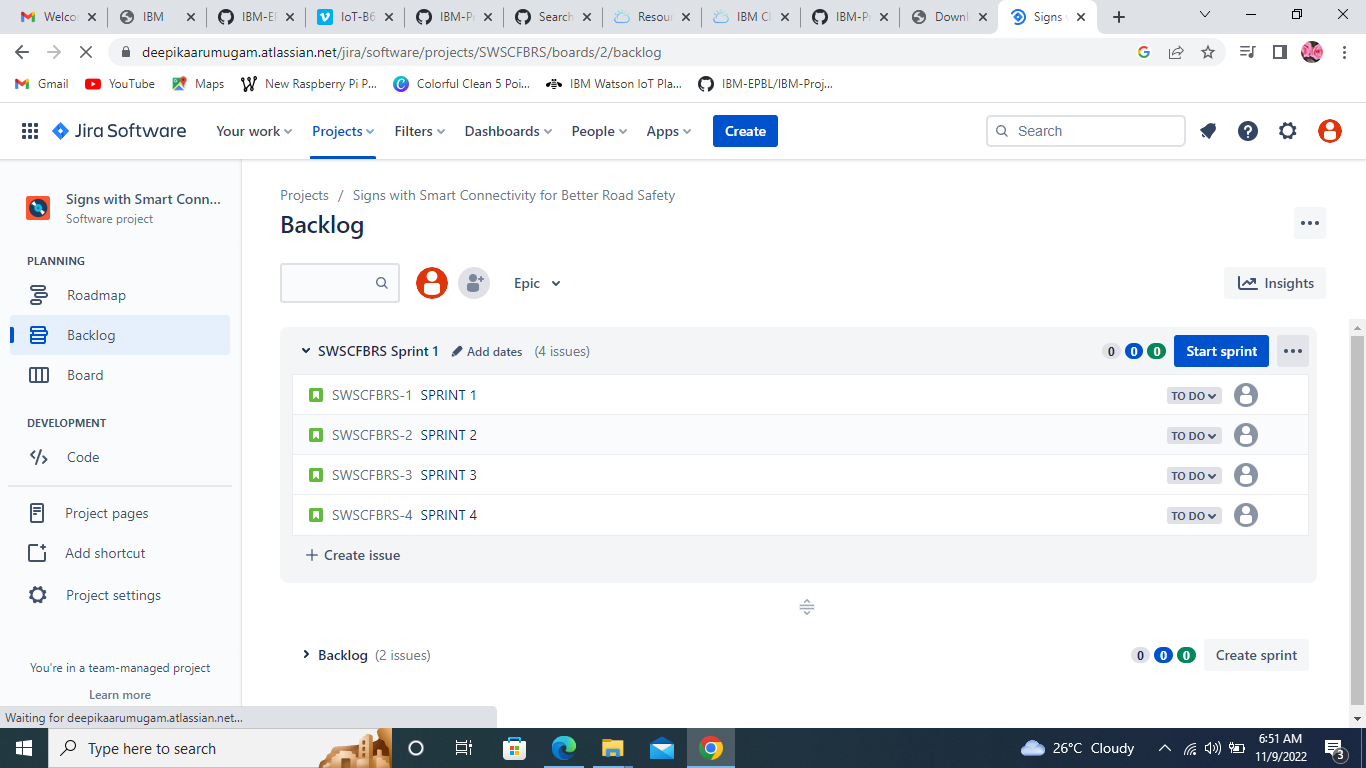 Welcor
IBM
IBM-EI
IoT-B6
IBM-Pr
Search
Resour
IBM Cl
IBM-Pr
Downl
Signs
deepikaarumugam.atlassian.net/jira/software/projects/SWSCFBRS/boards/2/backlog
Gmail YouTube Maps New Raspberry Pi P... Colorful Clean 5 Poi... IBM Watson IoT Pla... IBM-EPBL/IBM-Proj...
Jira Software Your work Projects Filters Dashboards People Apps Create Search
Signs with Smart Conn...
Software project
PLANNING
Roadmap
Backlog
Board
DEVELOPMENT
Code
Project pages
Add shortcut
Project settings
You're in a team-managed project
Learn more
Projects / Signs with Smart Connectivity for Better Road Safety
Backlog
Epic
Insights
SWSCFBRS Sprint 1 Add dates (4 issues) 0 0 0 Start sprint
SWSCFBRS-1 SPRINT 1 TO DO
SWSCFBRS-2 SPRINT 2 TO DO
SWSCFBRS-3 SPRINT 3 TO DO
SWSCFBRS-4 SPRINT 4 TO DO
+ Create issue
Backlog (2 issues) 0 0 0 Create sprint
Waiting for deepikaarumugam.atlassian.net...
Type here to search
26°C Cloudy
6:51 AM
11/9/2022
3